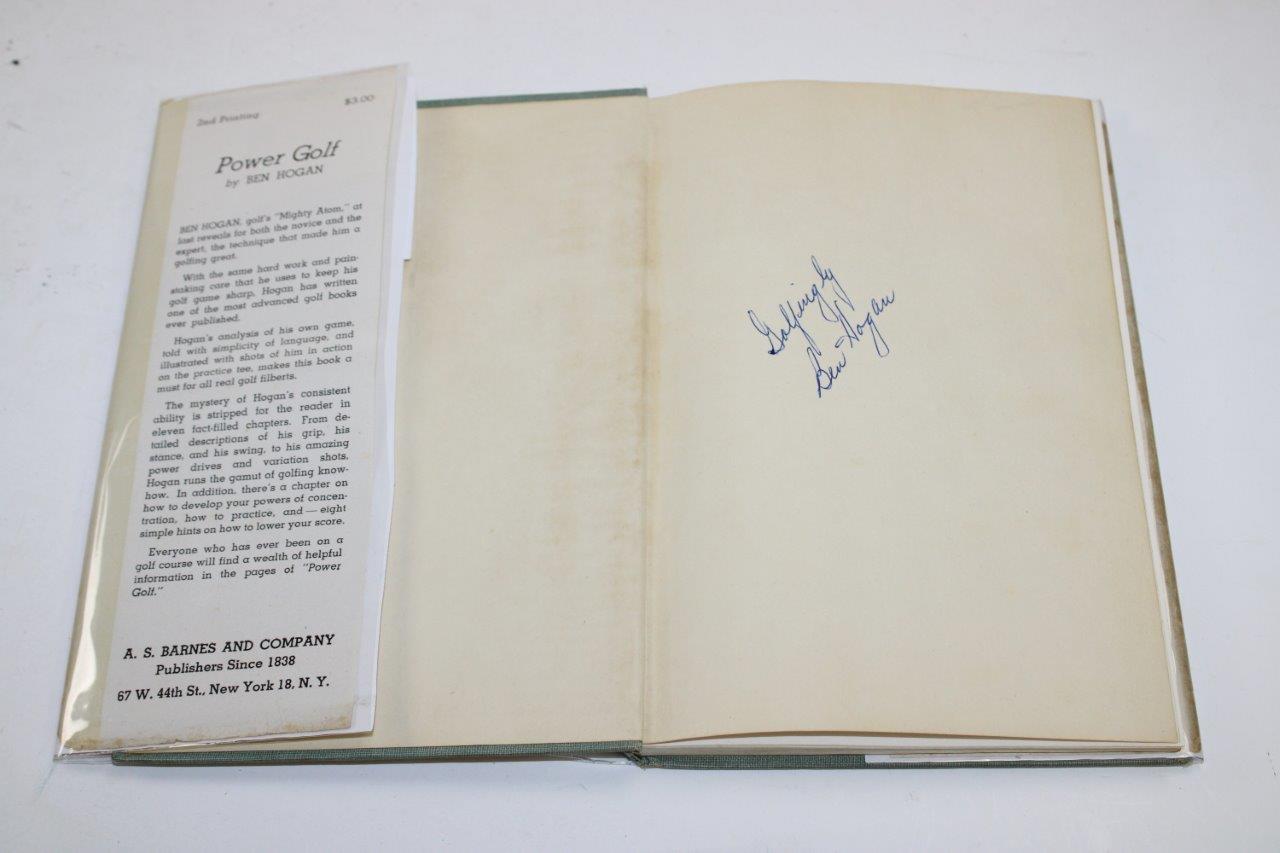 2nd Printing
$3.00
Power Golf
by BEN HOGAN
BEN HOGAN, golf's "Mighty Atom," at
last reveals for both the novice and the
expert, the technique that made him a
golfing great.
With the same hard work and pain-
staking care that he uses to keep his
golf game sharp, Hogan has written
one of the most advanced golf books
ever published.
Hogan's analysis of his own game,
told with simplicity of language, and
illustrated with shots of him in action
on the practice tee, makes this book a
must for all real golf filberts.
The mystery of Hogan's consistent
ability is stripped for the reader in
eleven fact-filled chapters. From de-
tailed descriptions of his grip, his
stance, and his swing, to his amazing
power drives and variation shots,
Hogan runs the gamut of golfing know-
how. In addition, there's a chapter on
how to develop your powers of concen-
tration, how to practice, and — eight
simple hints on how to lower your score.
Everyone who has ever been on a
golf course will find a wealth of helpful
information in the pages of "Power
Golf."
A. S. BARNES AND COMPANY
Publishers Since 1838
67 W. 44th St., New York 18, N. Y.
Golfingly
Ben Hogan